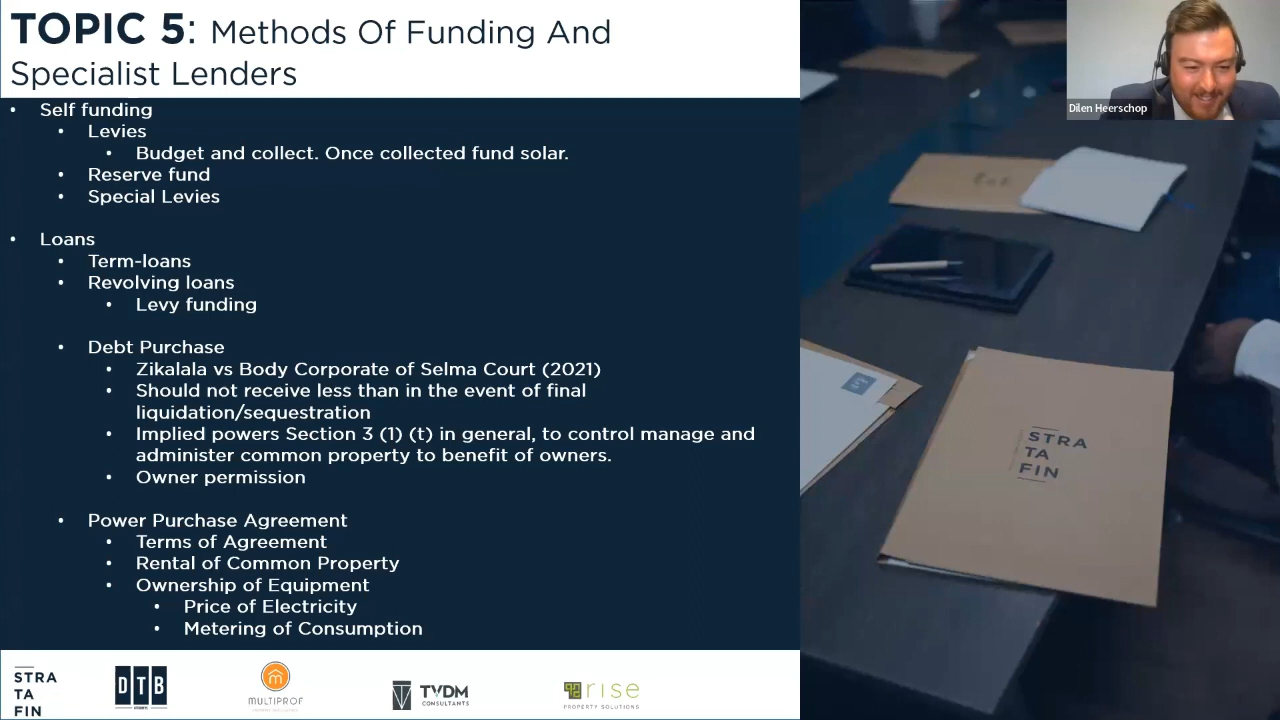 TOPIC 5: Methods Of Funding And
Specialist Lenders
• Self funding
• Levies
• Budget and collect. Once collected fund solar.
• Reserve fund
• Special Levies
• Loans
• Term-loans
• Revolving loans
• Levy funding
• Debt Purchase
• Zikalala vs Body Corporate of Selma Court (2021)
• Should not receive less than in the event of final
liquidation/sequestration
• Implied powers Section 3 (1) (t) in general, to control manage and
administer common property to benefit of owners.
• Owner permission
• Power Purchase Agreement
• Terms of Agreement
• Rental of Common Property
• Ownership of Equipment
• Price of Electricity
• Metering of Consumption
Dilen Heerschop
STRA
TA
FIN
STRA
TA
FIN
DTB
MULTIPROF
TVDM
CONSULTANTS
rise
PROPERTY SOLUTIONS